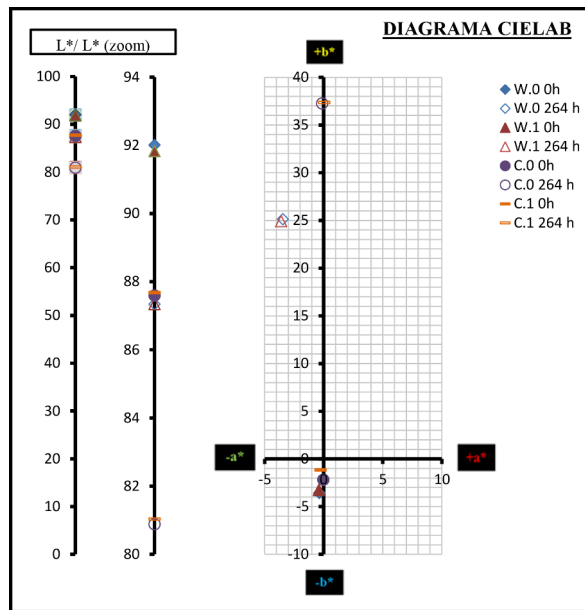 DIAGRAMA CIELAB
L*/ L* (zoom)
+b*
100
90
80
70
60
50
40
30
20
10
0
94
92
90
88
86
84
82
80
40
35
30
25
20
15
10
5
0
-5
-10
-5
0
5
10
-a*
+a*
-b*
W.0 0h
W.0 264 h
W.1 0h
W.1 264 h
C.0 0h
C.0 264 h
C.1 0h
C.1 264 h